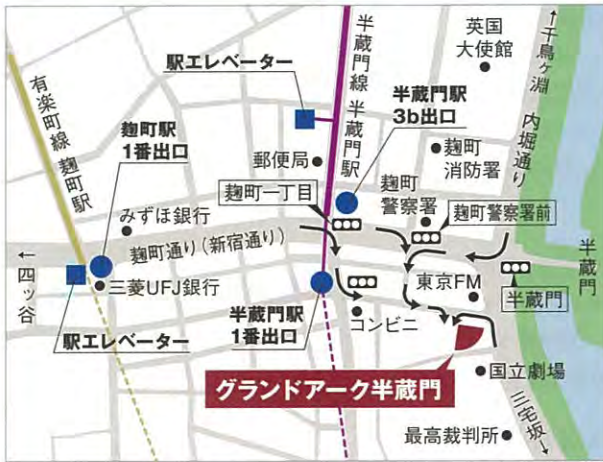 英国
大使館
↑千鳥ヶ淵
内堀通り
駅エレベーター
半蔵門線
半蔵門駅
半蔵門駅
3b出口
有楽町線
麹町駅
麹町駅
1番出口
郵便局
麹町
消防署
麹町一丁目
麹町
警察署
麹町警察署前
みずほ銀行
麹町通り(新宿通り)
半蔵門
←四ッ谷
三菱UFJ銀行
東京FM
半蔵門
駅エレベーター
半蔵門駅
1番出口
コンビニ
グランドアーク半蔵門
国立劇場
三宅坂→
最高裁判所